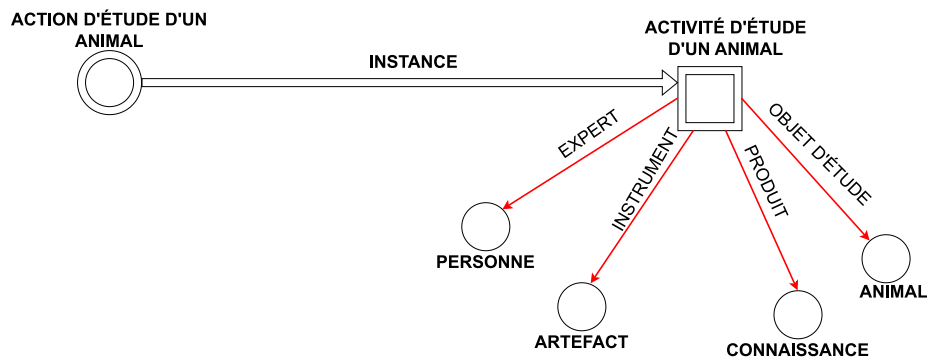 ACTION D'ÉTUDE D'UN
ANIMAL
INSTANCE
ACTIVITÉ D'ÉTUDE
D'UN ANIMAL
EXPERT
INSTRUMENT
PRODUIT
OBJET D'ÉTUDE
PERSONNE
ARTEFACT
CONNAISSANCE
ANIMAL